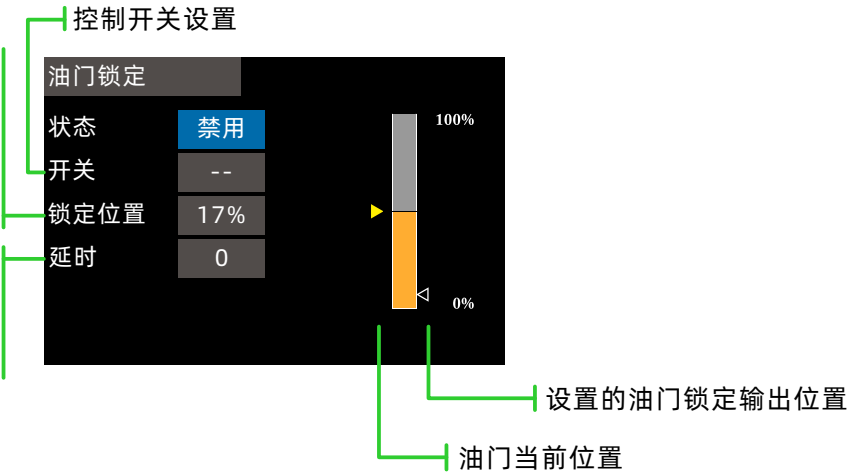 控制开关设置
油门锁定
状态 禁用
100%
开关 --
锁定位置 17%
延时 0
0%
设置的油门锁定输出位置
油门当前位置